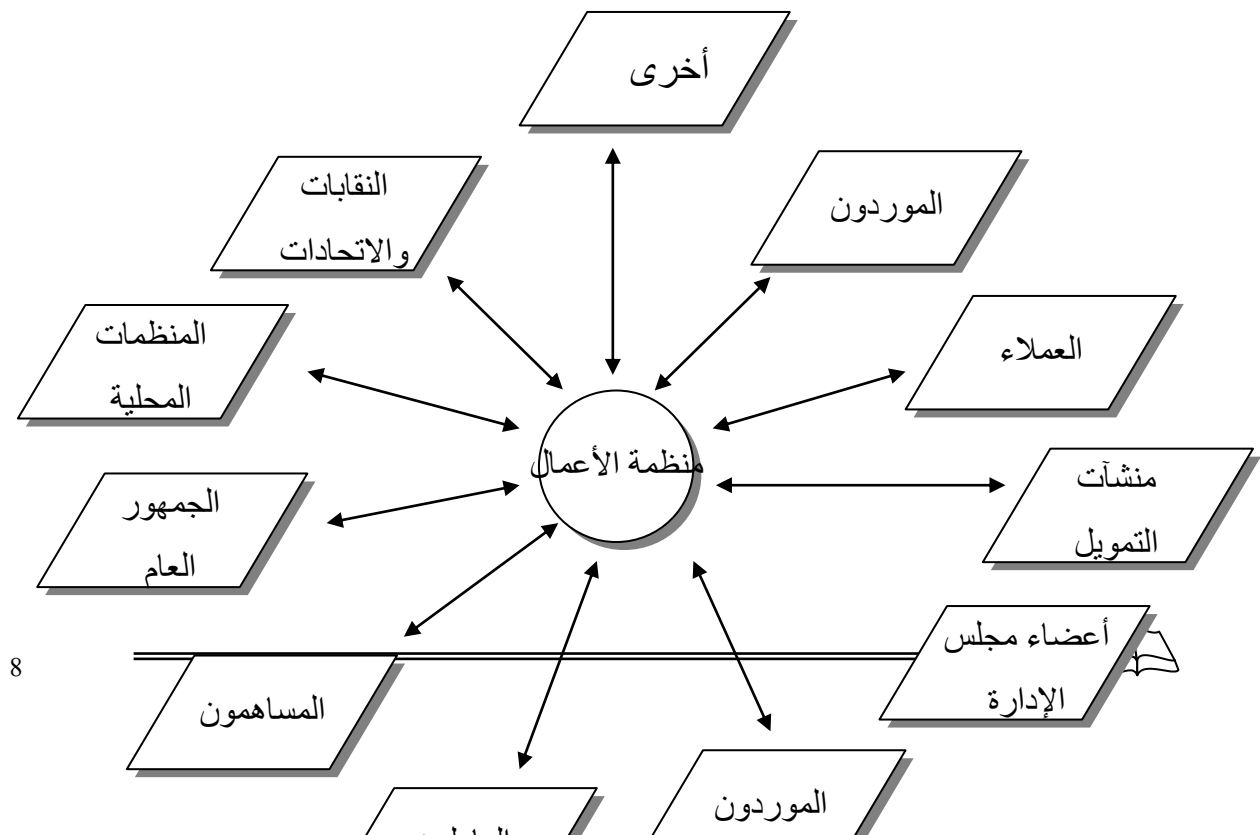 أخرى
النقابات
والاتحادات
الموردون
المنظمات
المحلية
العملاء
منظمة الأعمال
منشآت
التمويل
الجمهور
العام
أعضاء مجلس
الإدارة
8
المساهمون
الموردون